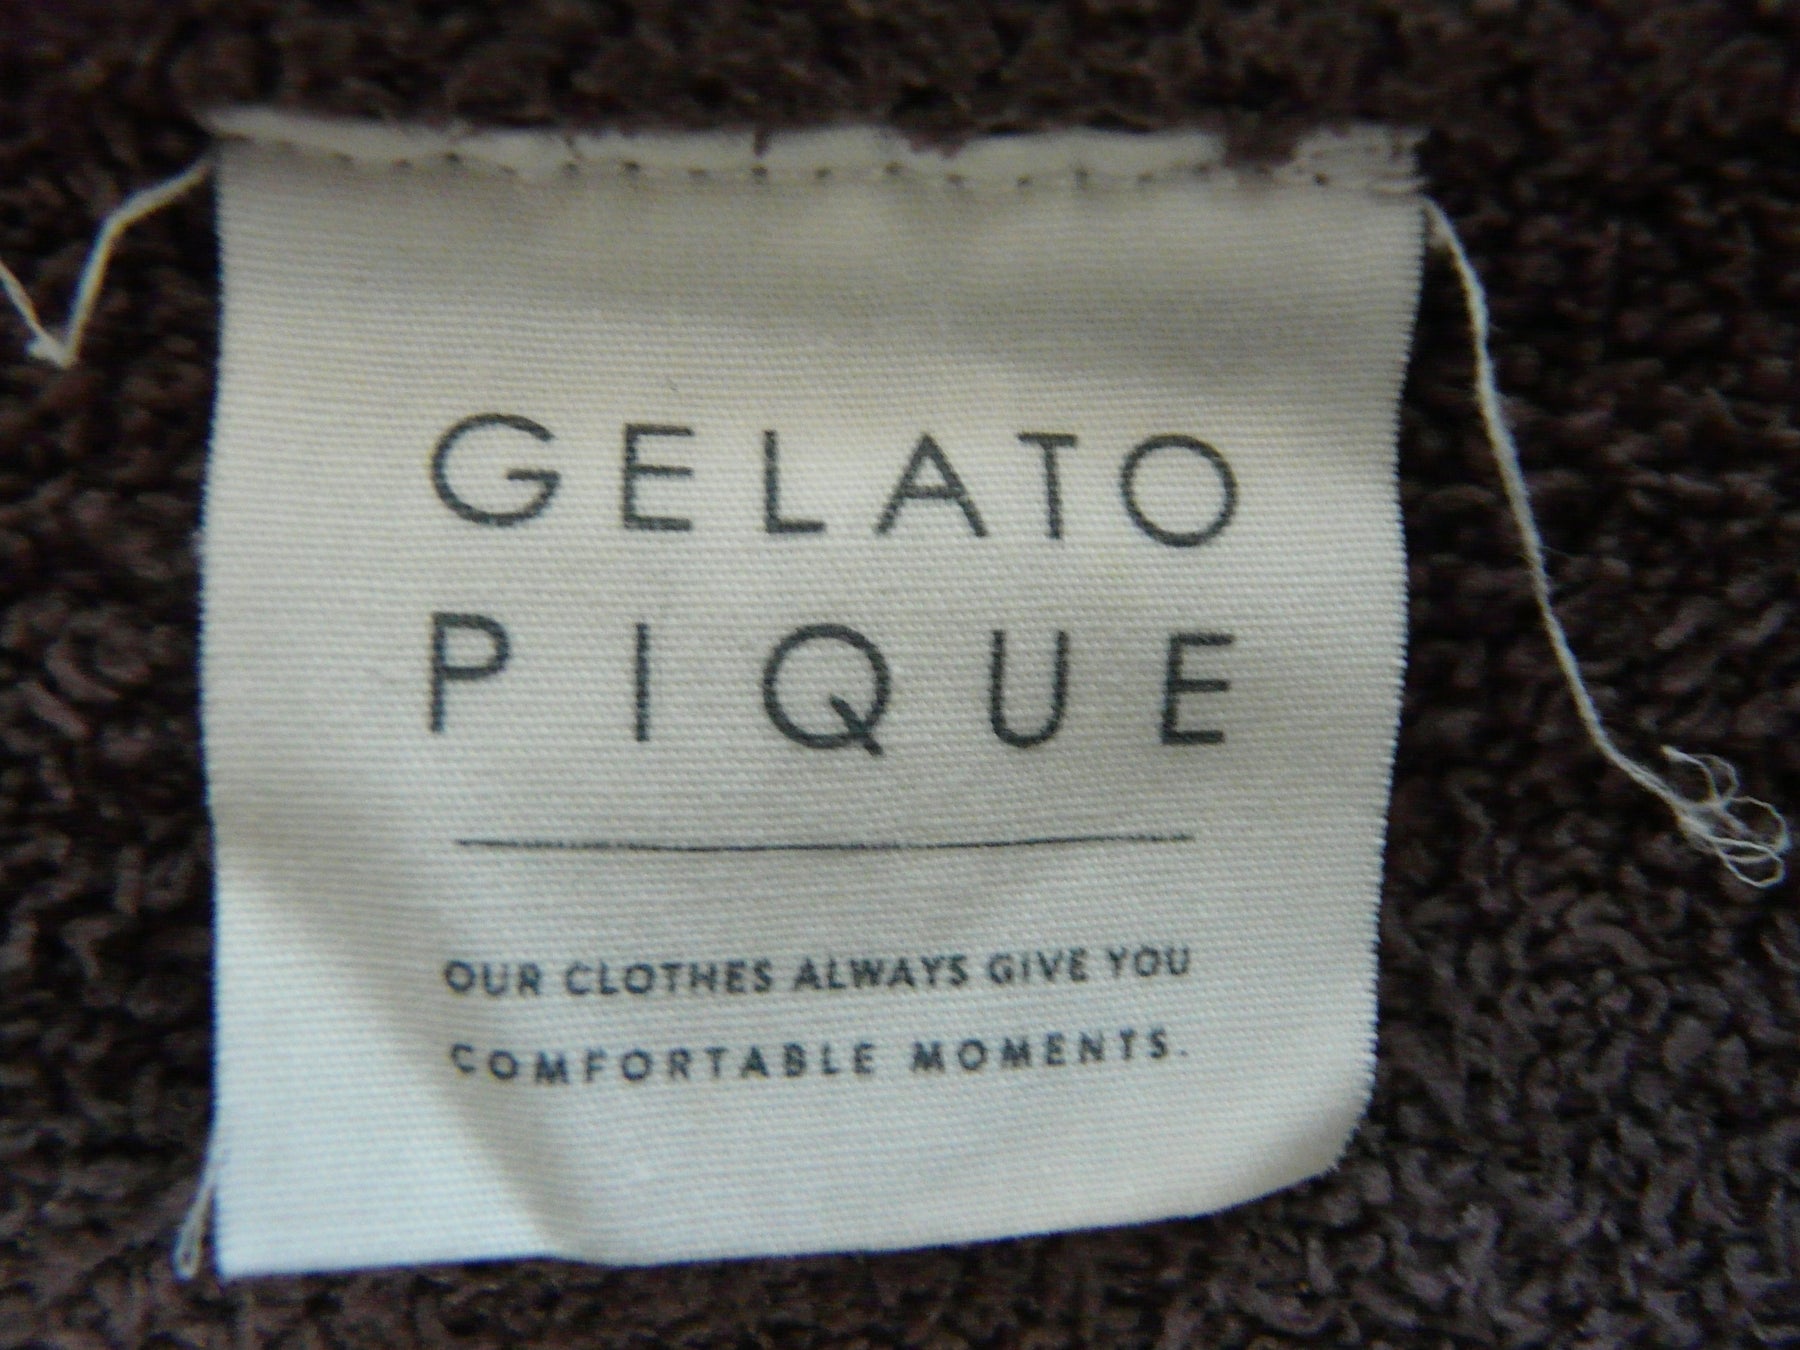 GELATO
PIQUE
OUR CLOTHES ALWAYS GIVE YOU
COMFORTABLE MOMENTS.